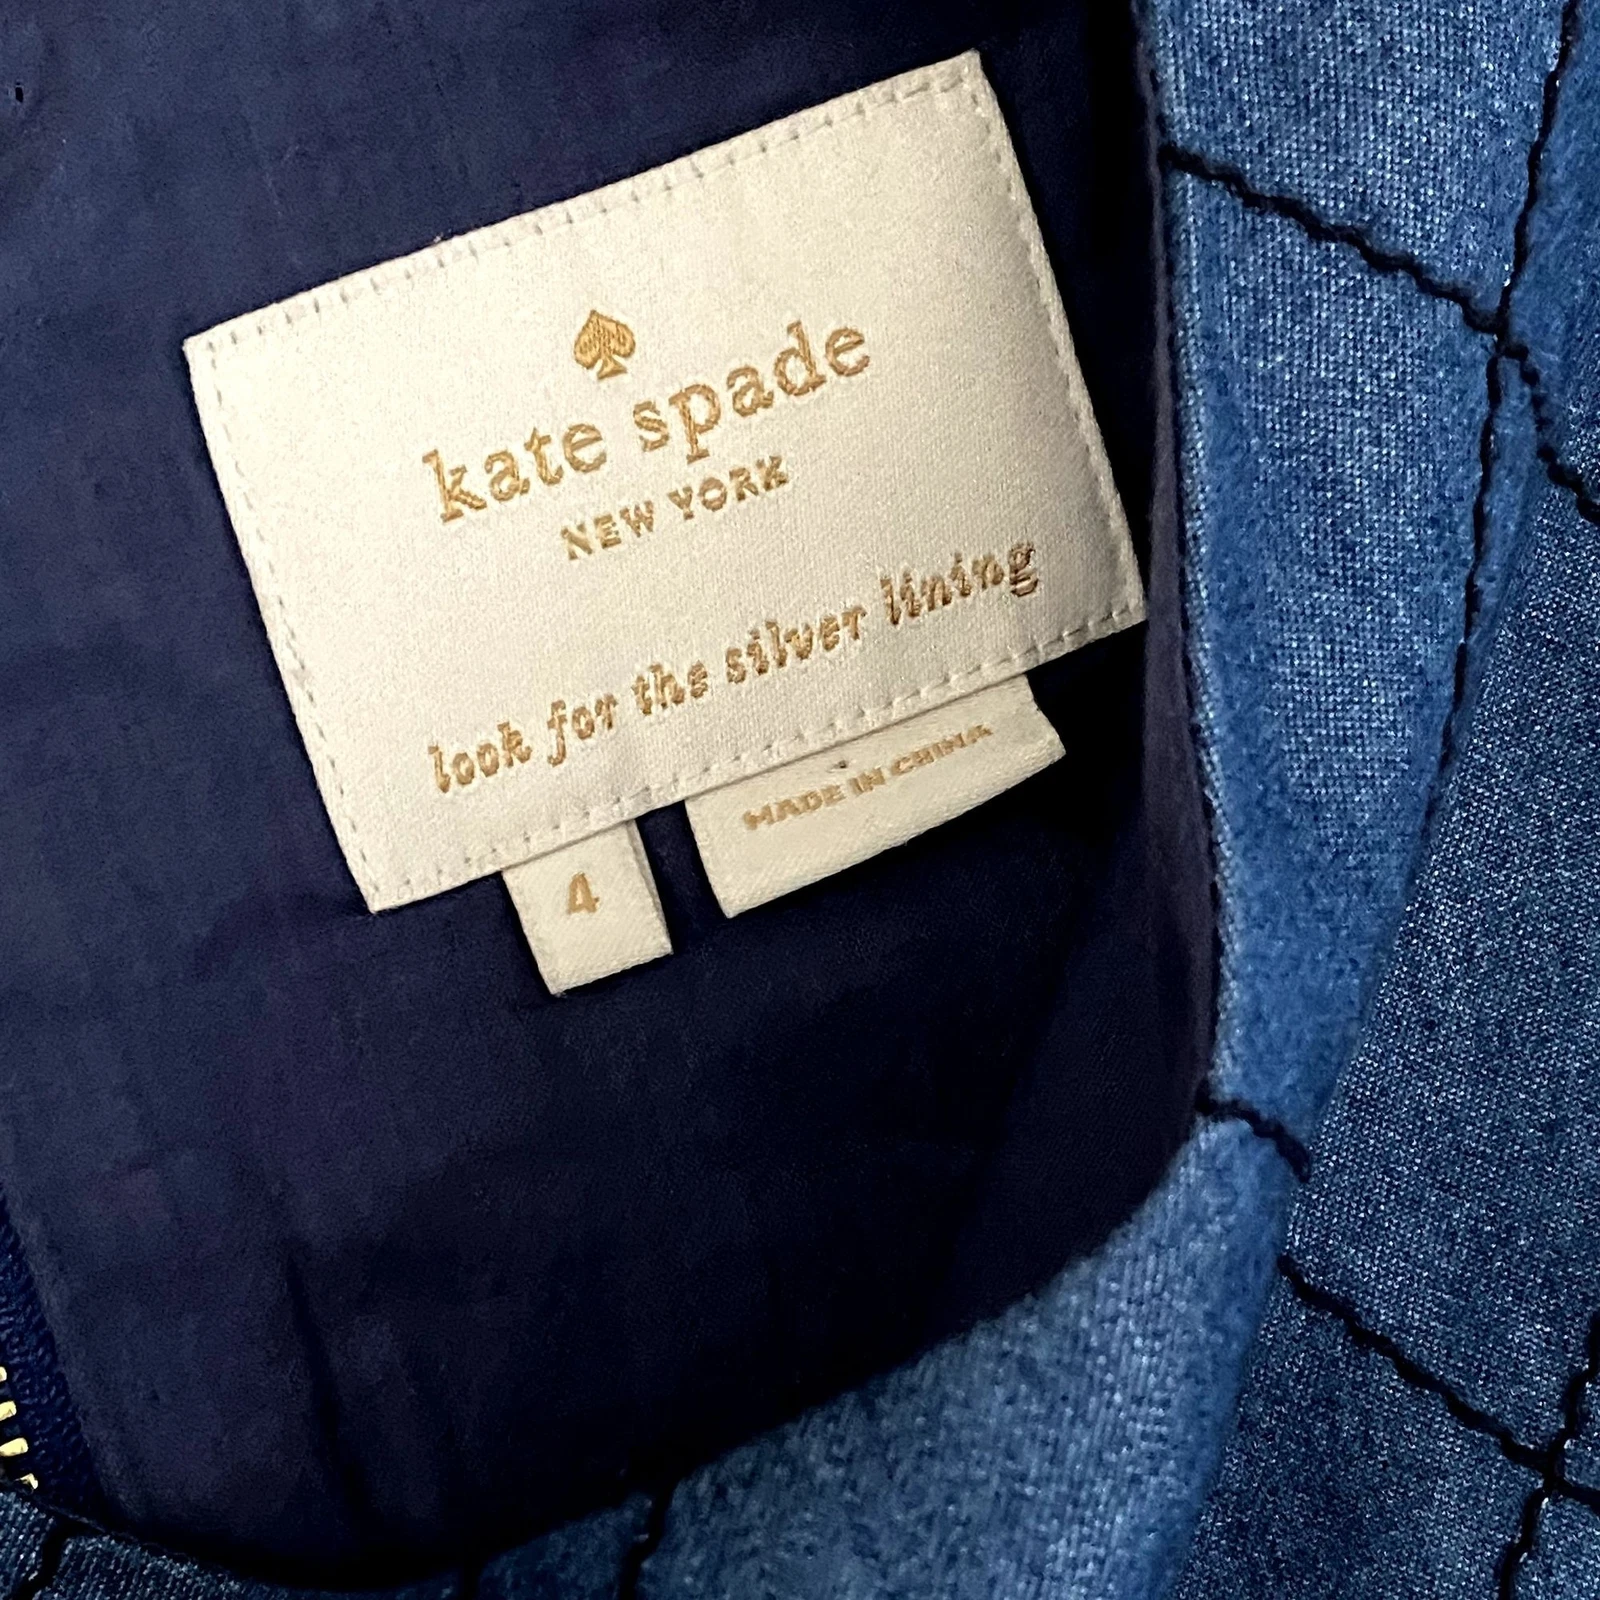 kate spade
NEW YORK
look for the silver lining
MADE IN CHINA
4